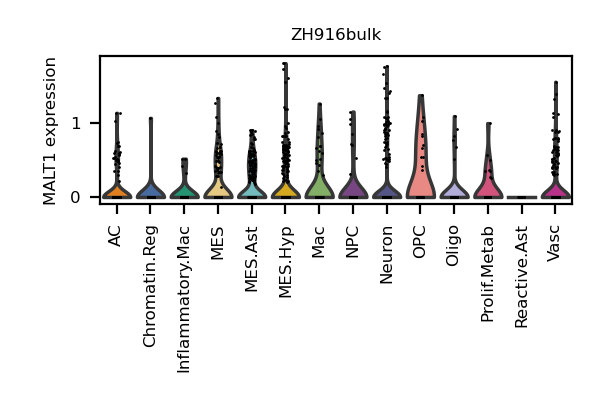 ZH916bulk
MALT1 expression
1
0
AC
Chromatin.Reg
Inflammatory.Mac
MES
MES.Ast
MES.Hyp
Mac
NPC
Neuron
OPC
Oligo
Prolif.Metab
Reactive.Ast
Vasc